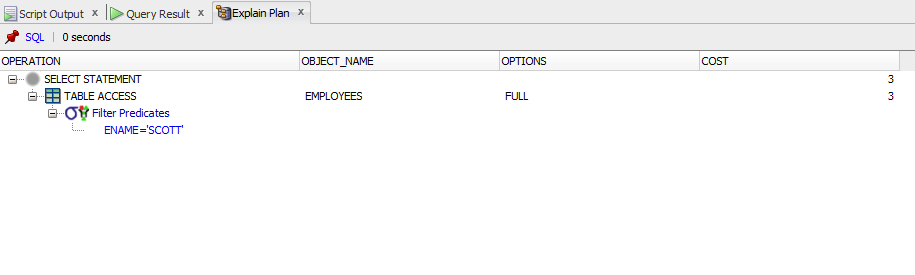 Script Output x Query Result x Explain Plan x
SQL | 0 seconds
OPERATION OBJECT_NAME OPTIONS COST
SELECT STATEMENT 3
TABLE ACCESS EMPLOYEES FULL 3
Filter Predicates
ENAME='SCOTT'